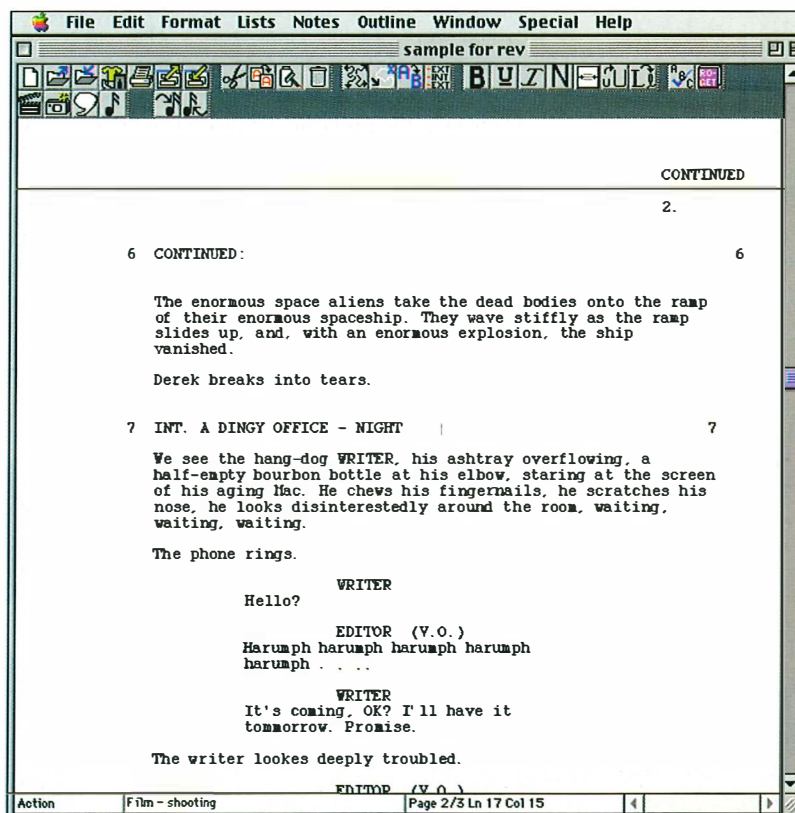 File Edit Format Lists Notes Outline Window Special Help
sample for rev
B U I N
CONTINUED
2.
6 CONTINUED: 6
The enormous space aliens take the dead bodies onto the ramp
of their enormous spaceship. They wave stiffly as the ramp
slides up, and, with an enormous explosion, the ship
vanished.
Derek breaks into tears.
7 INT. A DINGY OFFICE - NIGHT 7
We see the hang-dog WRITER, his ashtray overflowing, a
half-empty bourbon bottle at his elbow, staring at the screen
of his aging Mac. He chews his fingernails, he scratches his
nose, he looks disinterestedly around the room, waiting,
waiting, waiting.
The phone rings.
WRITER
Hello?
EDITOR (V.O.)
Harumph harumph harumph harumph
harumph . . ..
WRITER
It's coming, OK? I'll have it
tommorrow. Promise.
The writer lookes deeply troubled.
EDITOR (V.O.)
Action Film - shooting Page 2/3 Ln 17 Col 15